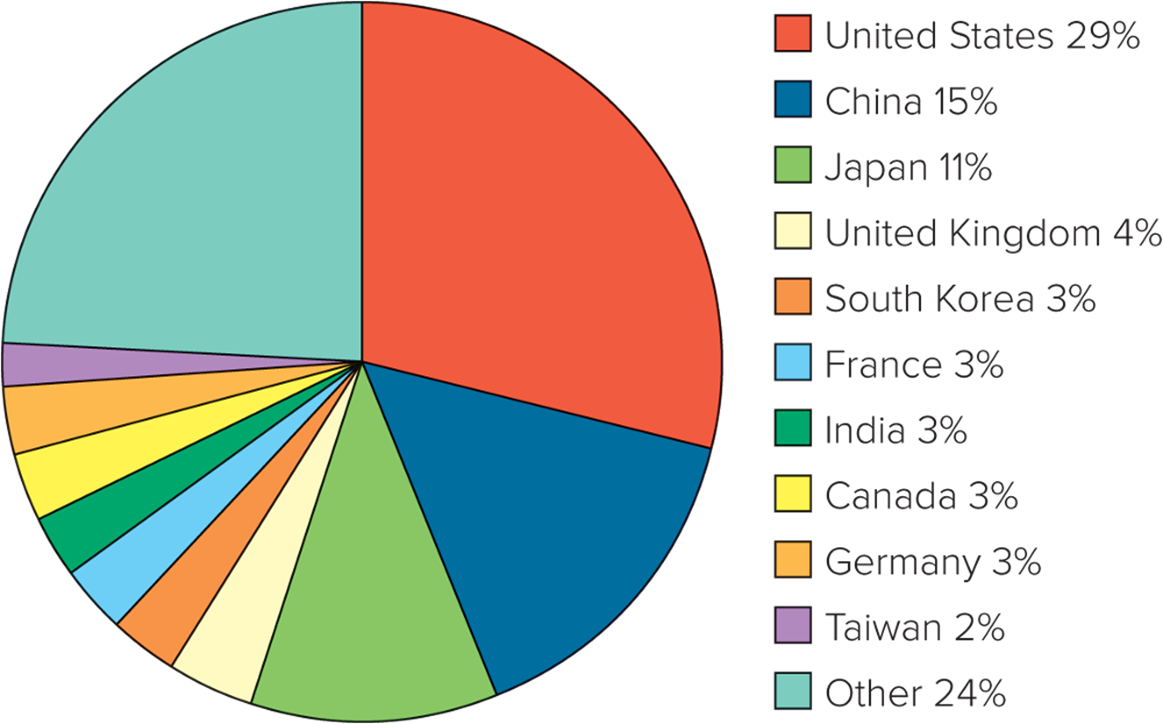 United States 29%
China 15%
Japan 11%
United Kingdom 4%
South Korea 3%
France 3%
India 3%
Canada 3%
Germany 3%
Taiwan 2%
Other 24%